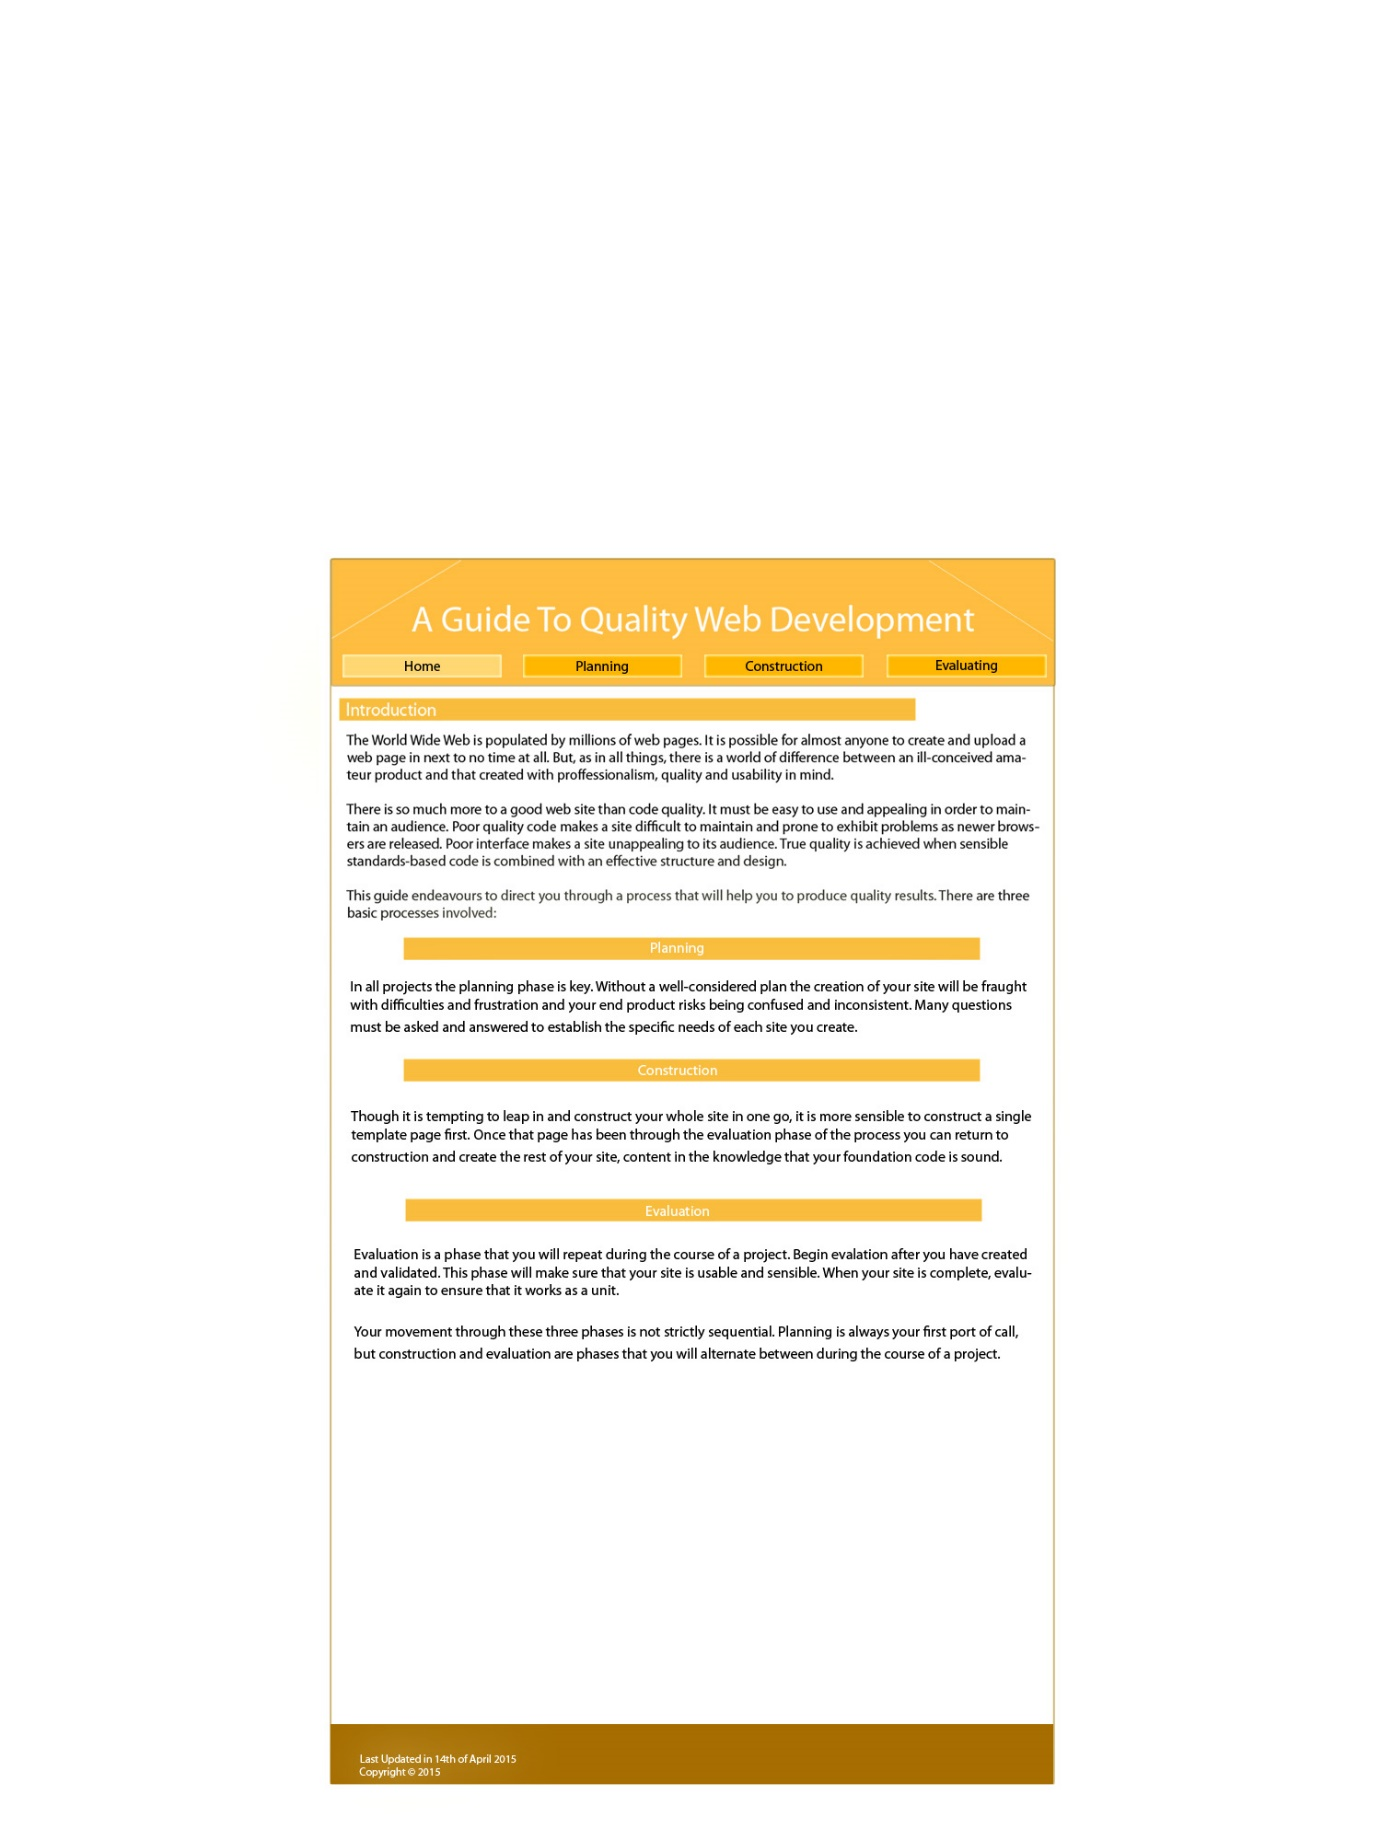 A Guide To Quality Web Development
Home
Planning
Construction
Evaluating
Introduction
The World Wide Web is populated by millions of web pages. It is possible for almost anyone to create and upload a
web page in next to no time at all. But, as in all things, there is a world of difference between an ill-conceived ama-
teur product and that created with proffessionalism, quality and usability in mind.
There is so much more to a good web site than code quality. It must be easy to use and appealing in order to main-
tain an audience. Poor quality code makes a site difficult to maintain and prone to exhibit problems as newer brows-
ers are released. Poor interface makes a site unappealing to its audience. True quality is achieved when sensible
standards-based code is combined with an effective structure and design.
This guide endeavours to direct you through a process that will help you to produce quality results. There are three
basic processes involved:
Planning
In all projects the planning phase is key. Without a well-considered plan the creation of your site will be fraught
with difficulties and frustration and your end product risks being confused and inconsistent. Many questions
must be asked and answered to establish the specific needs of each site you create.
Construction
Though it is tempting to leap in and construct your whole site in one go, it is more sensible to construct a single
template page first. Once that page has been through the evaluation phase of the process you can return to
construction and create the rest of your site, content in the knowledge that your foundation code is sound.
Evaluation
Evaluation is a phase that you will repeat during the course of a project. Begin evalation after you have created
and validated. This phase will make sure that your site is usable and sensible. When your site is complete, evalu-
ate it again to ensure that it works as a unit.
Your movement through these three phases is not strictly sequential. Planning is always your first port of call,
but construction and evaluation are phases that you will alternate between during the course of a project.
Last Updated in 14th of April 2015
Copyright © 2015